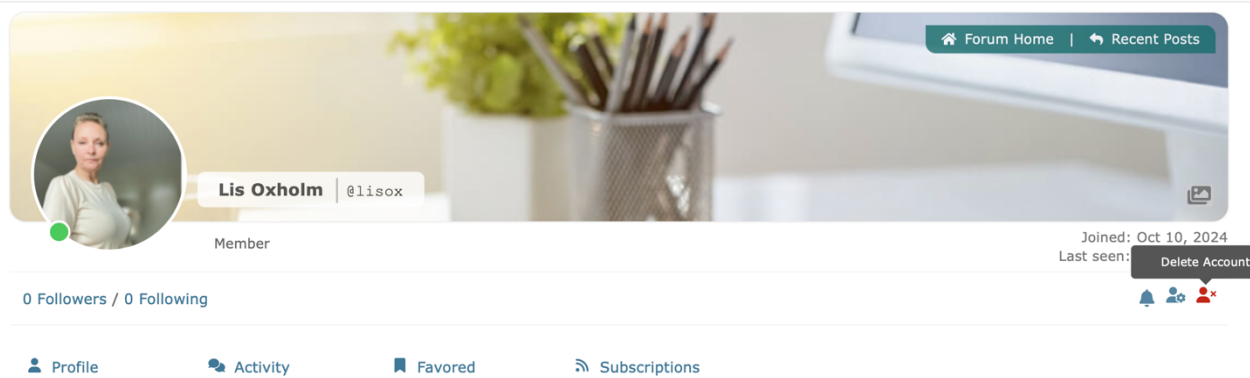 Forum Home | Recent Posts
Lis Oxholm | @lisox
Member
Joined: Oct 10, 2024
Last seen:
Delete Account
0 Followers / 0 Following
Profile
Activity
Favored
Subscriptions